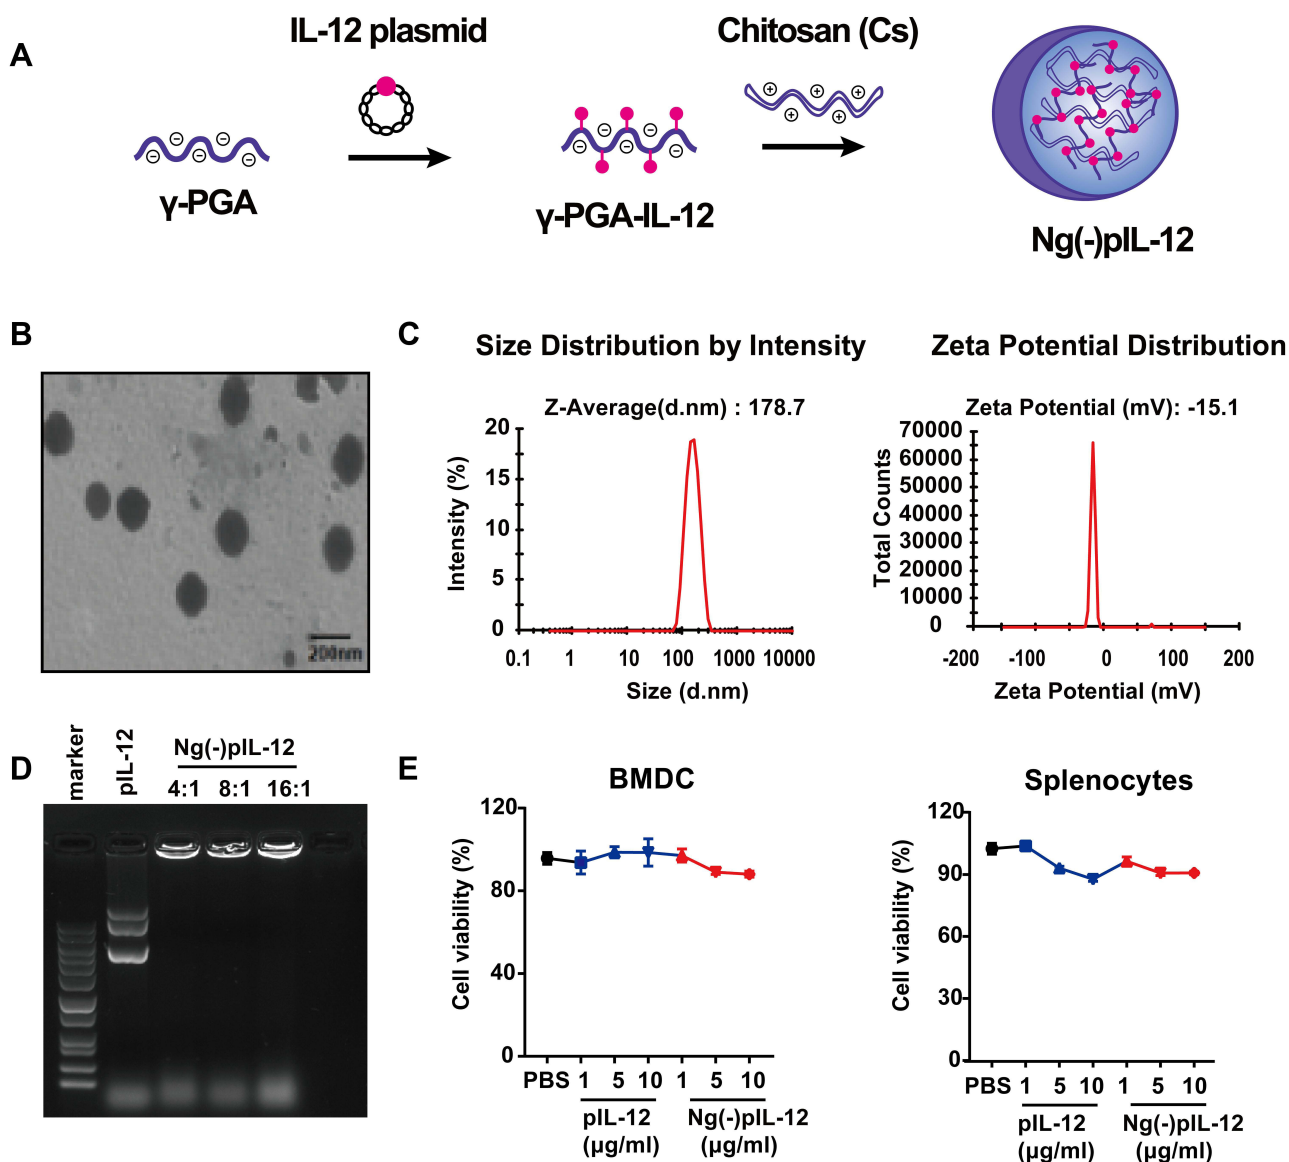 A
IL-12 plasmid
Chitosan (Cs)
γ-PGA
γ-PGA-IL-12
Ng(-)pIL-12
B
200nm
C
Size Distribution by Intensity
Z-Average(d.nm) : 178.7
Intensity (%)
20
15
10
5
0
0.1 1 10 100 1000 10000
Size (d.nm)
Zeta Potential Distribution
Zeta Potential (mV): -15.1
Total Counts
70000
60000
50000
40000
30000
20000
10000
0
-200 -100 0 100 200
Zeta Potential (mV)
D
marker
pIL-12
Ng(-)pIL-12
4:1 8:1 16:1
E
BMDC
Cell viability (%)
120
80
40
0
PBS 1 5 10 1 5 10
pIL-12 Ng(-)pIL-12
(μg/ml) (μg/ml)
Splenocytes
Cell viability (%)
120
90
60
30
0
PBS 1 5 10 1 5 10
pIL-12 Ng(-)pIL-12
(μg/ml) (μg/ml)